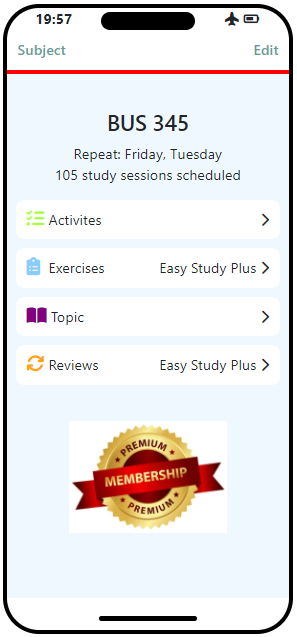 19:57
Subject Edit
BUS 345
Repeat: Friday, Tuesday
105 study sessions scheduled
Activites
Exercises Easy Study Plus
Topic
Reviews Easy Study Plus
PREMIUM
MEMBERSHIP
PREMIUM